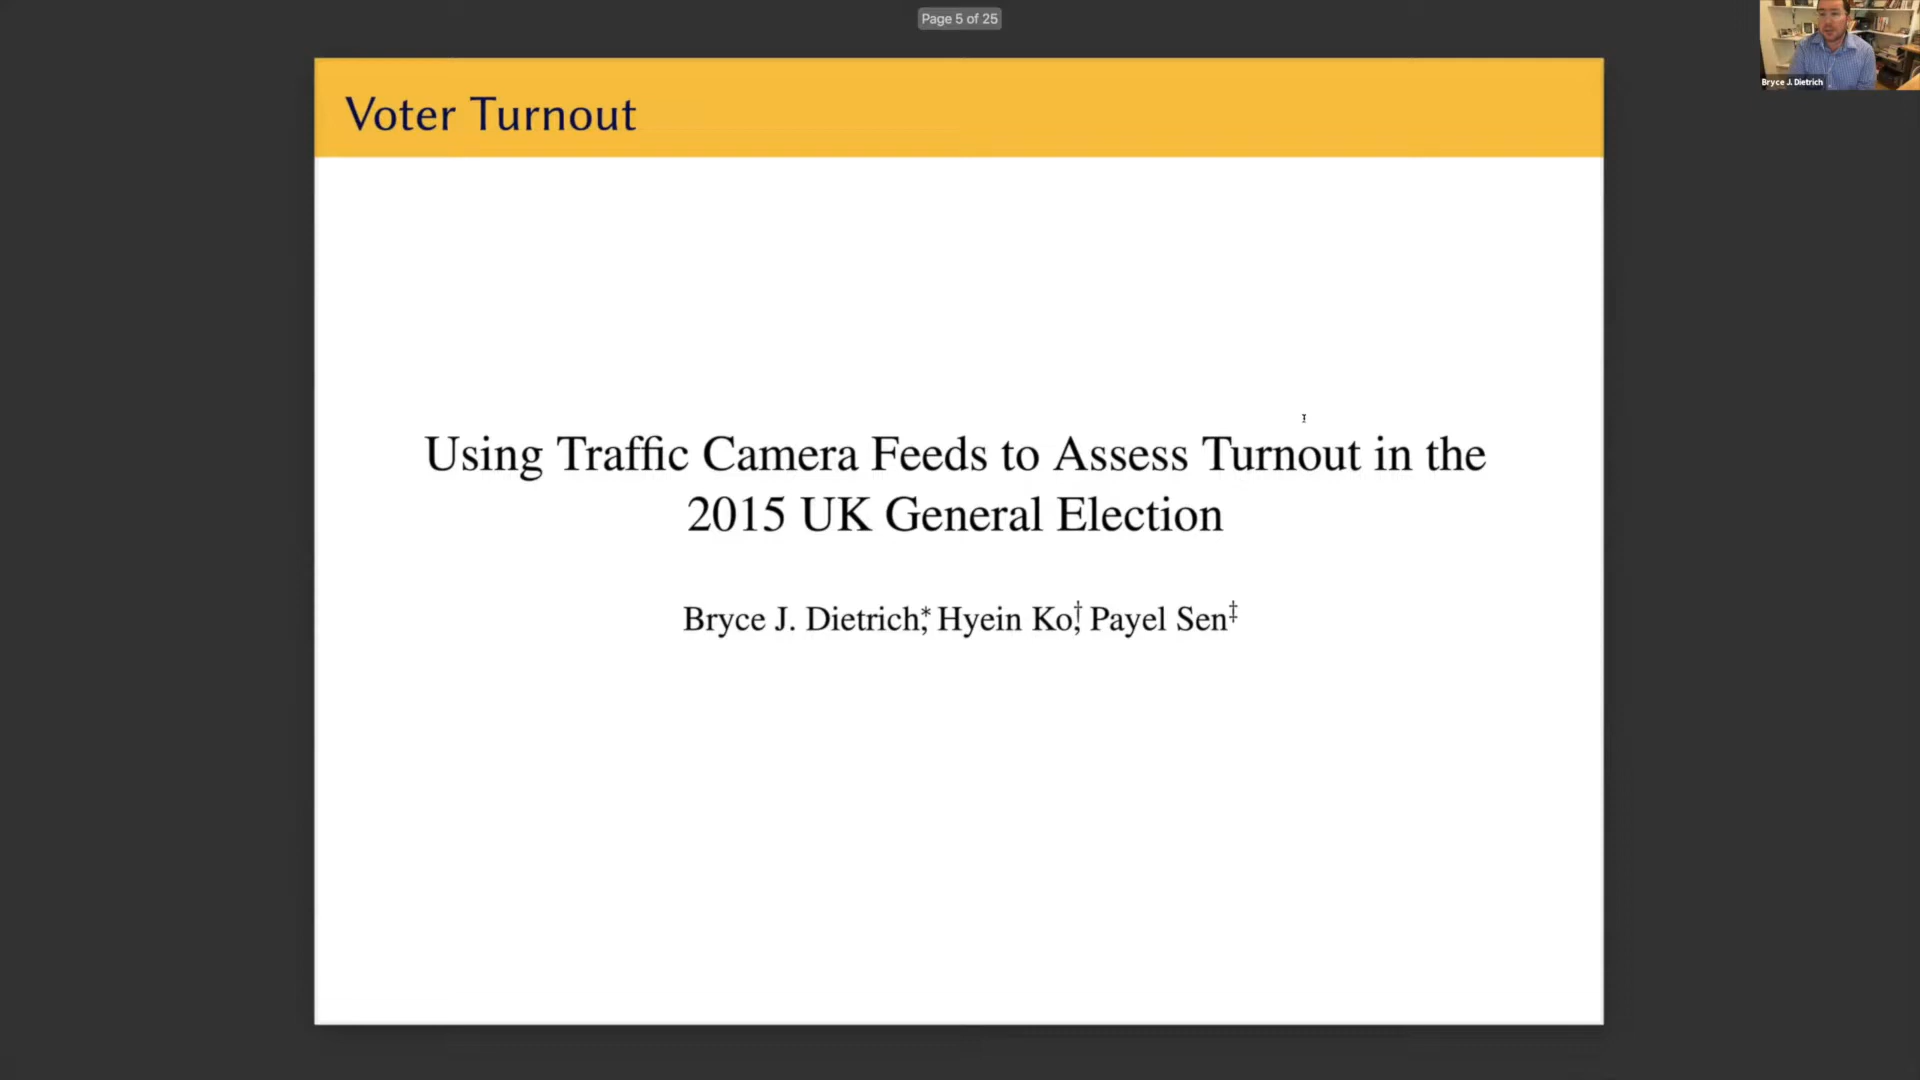 Page 5 of 25
Bryce J. Dietrich
Voter Turnout
Using Traffic Camera Feeds to Assess Turnout in the
2015 UK General Election
Bryce J. Dietrich,* Hyein Ko,† Payel Sen‡